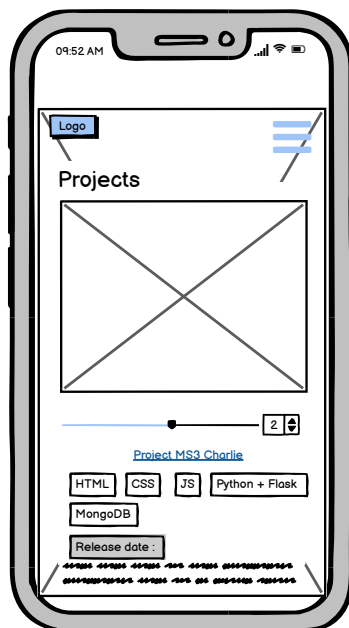 09:52 AM
Logo
Projects
2
Project MS3 Charlie
HTML CSS JS Python + Flask
MongoDB
Release date :